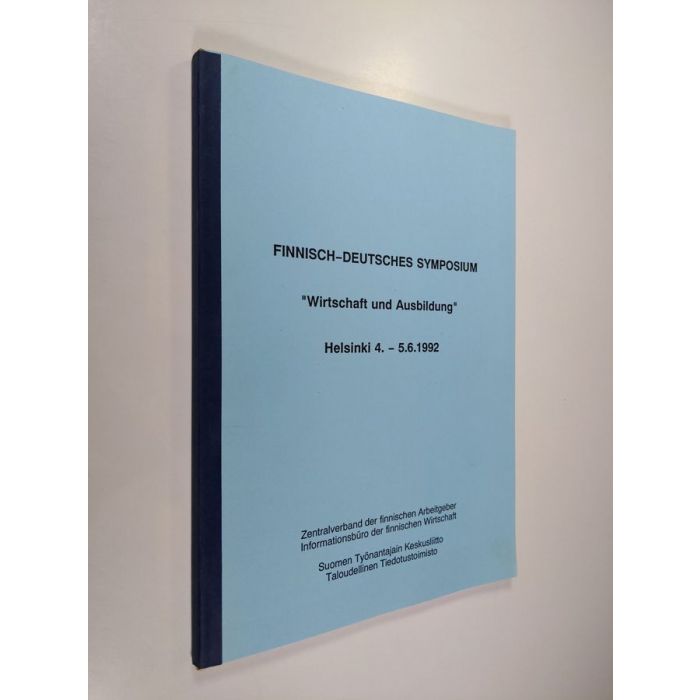 FINNISCH–DEUTSCHES SYMPOSIUM
"Wirtschaft und Ausbildung"
Helsinki 4. – 5.6.1992
Zentralverband der finnischen Arbeitgeber
Informationsbüro der finnischen Wirtschaft
Suomen Työnantajain Keskusliitto
Taloudellinen Tiedotustoimisto